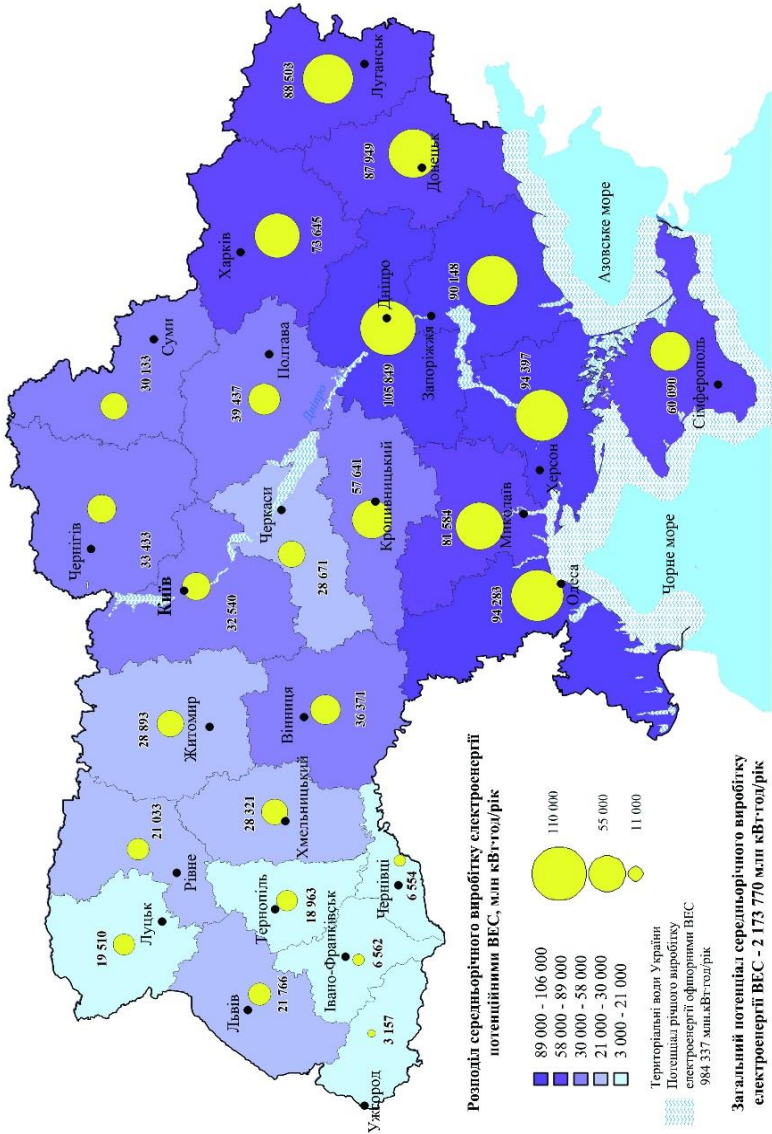 Чернігів
33 433
Суми
30 133
Луцьк
19 510
Рівне
21 033
Житомир
28 893
Київ
32 540
Харків
73 645
Луганськ
88 503
Полтава
39 437
Дніпро
Черкаси
28 671
Львів
21 766
Тернопіль
18 963
Хмельницький
28 321
Вінниця
36 371
Кропивницький
57 641
Дніпро
105 849
Донецьк
87 949
Запоріжжя
90 148
Ужгород
3 157
Івано-Франківськ
6 562
Чернівці
6 554
Миколаїв
81 584
Херсон
94 397
Одеса
94 283
Сімферополь
60 090
Азовське море
Чорне море
Розподіл середньорічного виробітку електроенергії
потенційними ВЕС, млн кВт·год/рік
89 000 - 106 000
58 000 - 89 000
30 000 - 58 000
21 000 - 30 000
3 000 - 21 000
110 000
55 000
11 000
Територіальні води України
Потенціал річного виробітку
електроенергії офшорними ВЕС
984 337 млн.кВт·год/рік
Загальний потенціал середньорічного виробітку
електроенергії ВЕС - 2 173 770 млн кВт·год/рік